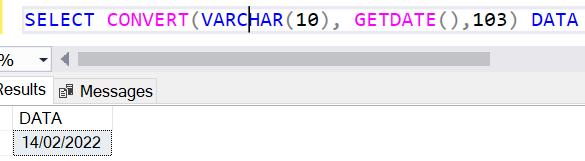 SELECT CONVERT(VARCHAR(10), GETDATE(),103) DATA
%
Results Messages
DATA
14/02/2022